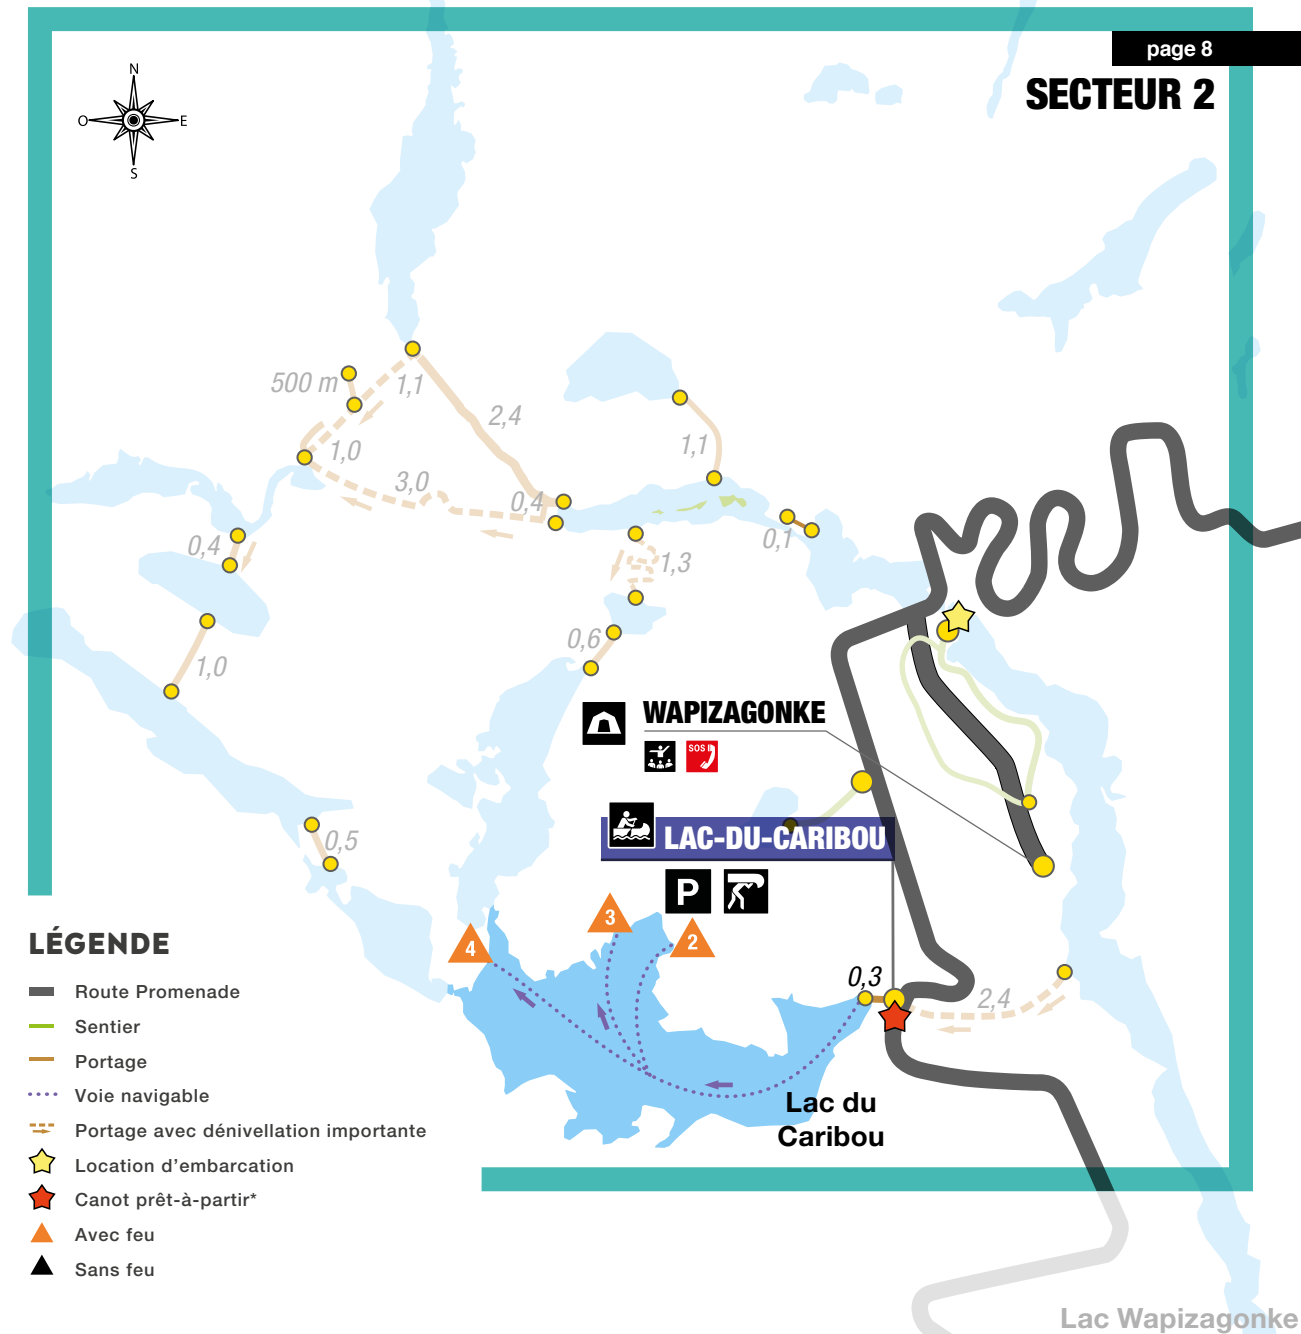 page 8
SECTEUR 2
N
O
E
S
500 m
1,1
2,4
1,0
3,0
0,4
1,1
0,1
1,3
0,4
0,6
1,0
WAPIZAGONKE
SOS
LAC-DU-CARIBOU
0,5
P
3
2
4
0,3
2,4
Lac du
Caribou
LÉGENDE
Route Promenade
Sentier
Portage
Voie navigable
Portage avec dénivellation importante
Location d’embarcation
Canot prêt-à-partir*
Avec feu
Sans feu
Lac Wapizagonke